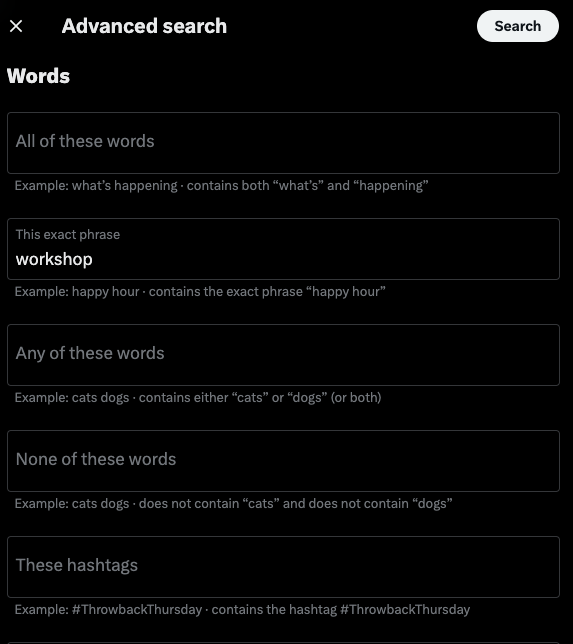 Advanced search
Search
Words
All of these words
Example: what’s happening · contains both “what’s” and “happening”
This exact phrase
workshop
Example: happy hour · contains the exact phrase “happy hour”
Any of these words
Example: cats dogs · contains either “cats” or “dogs” (or both)
None of these words
Example: cats dogs · does not contain “cats” and does not contain “dogs”
These hashtags
Example: #ThrowbackThursday · contains the hashtag #ThrowbackThursday